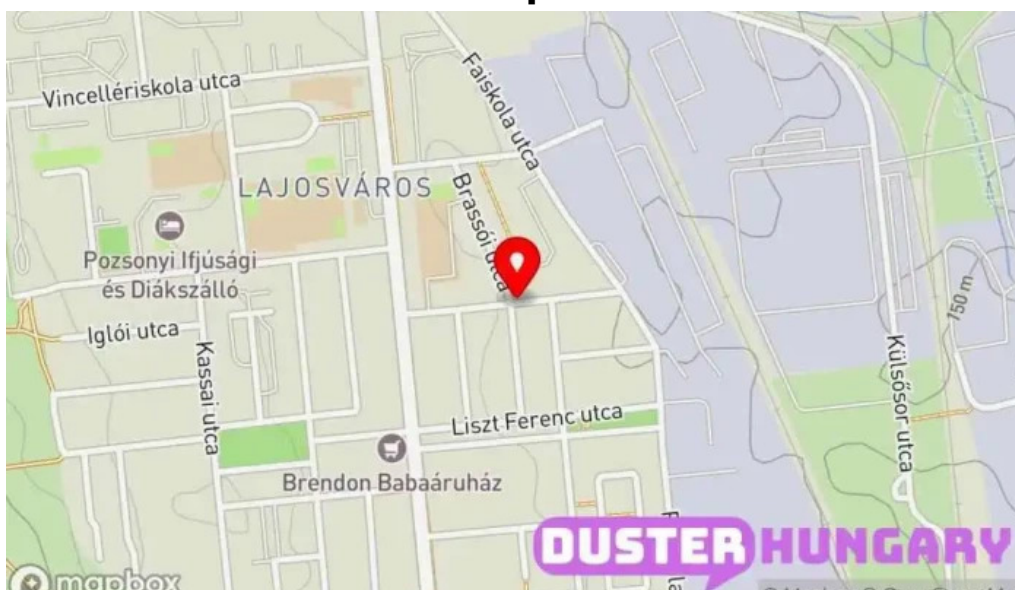 Vincellériskola utca
Faiskola utca
LAJOSVÁROS
Brassói utca
Pozsonyi Ifjúsági
és Diákszálló
Iglói utca
Kassai utca
150 m
Külsősor utca
Liszt Ferenc utca
Brendon Babaáruház
DUSTER HUNGARY
mapbox